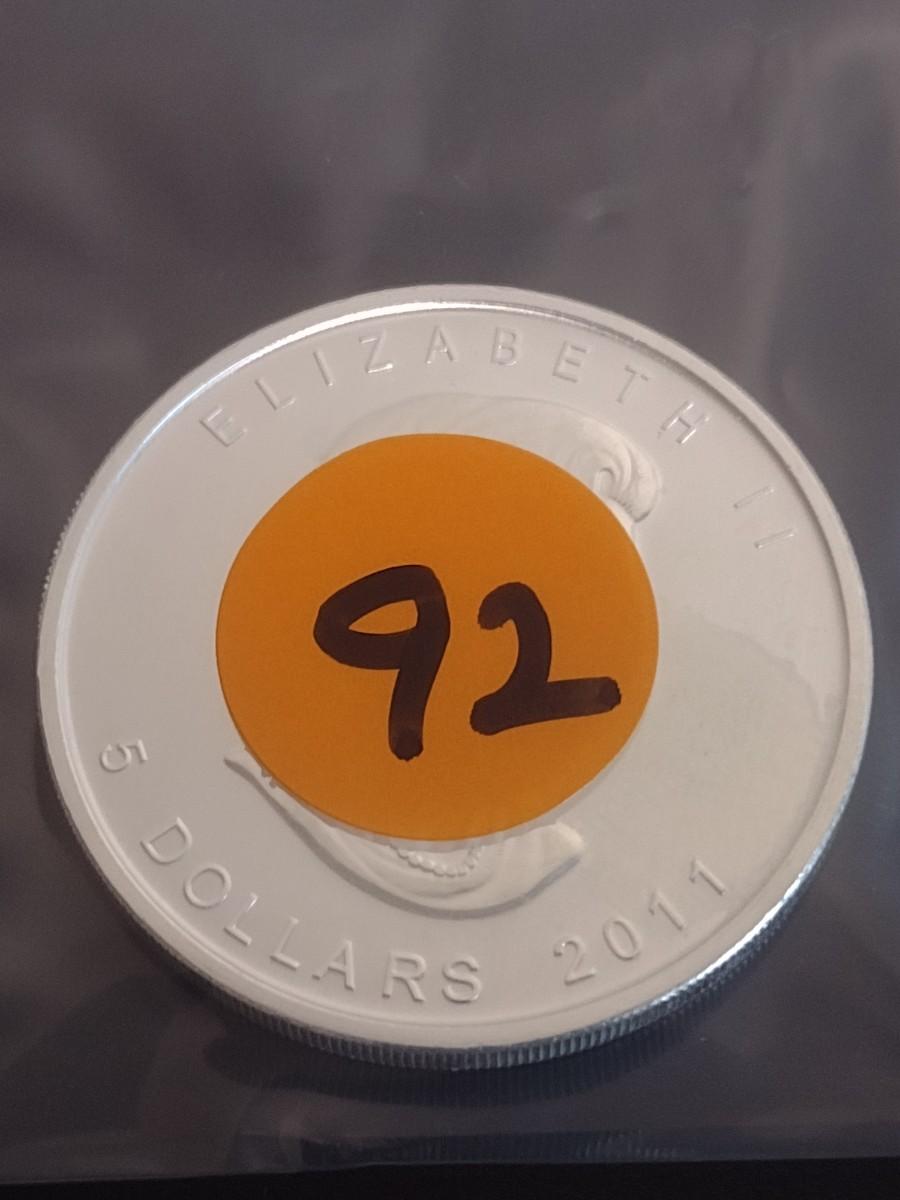 ELIZABETH II
92
5 DOLLARS 2011